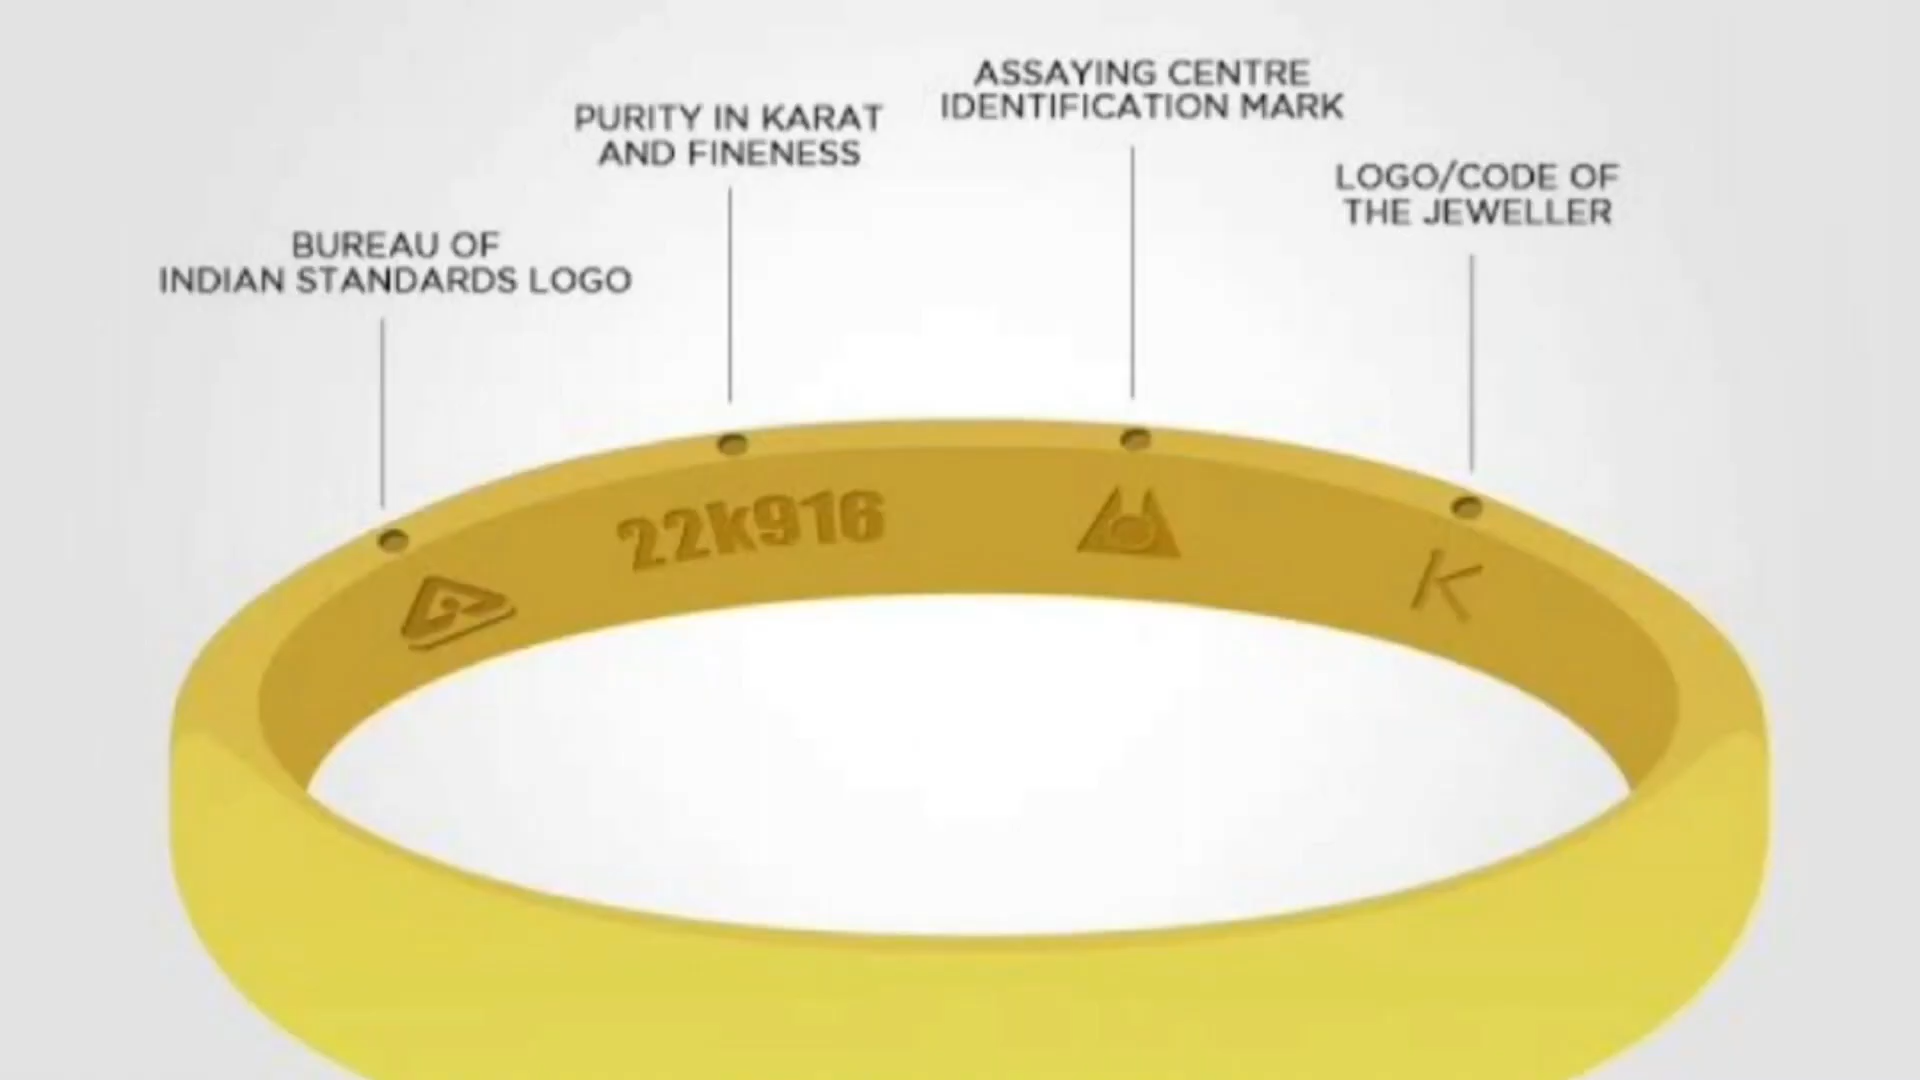 BUREAU OF
INDIAN STANDARDS LOGO
PURITY IN KARAT
AND FINENESS
ASSAYING CENTRE
IDENTIFICATION MARK
LOGO/CODE OF
THE JEWELLER
22k916
K